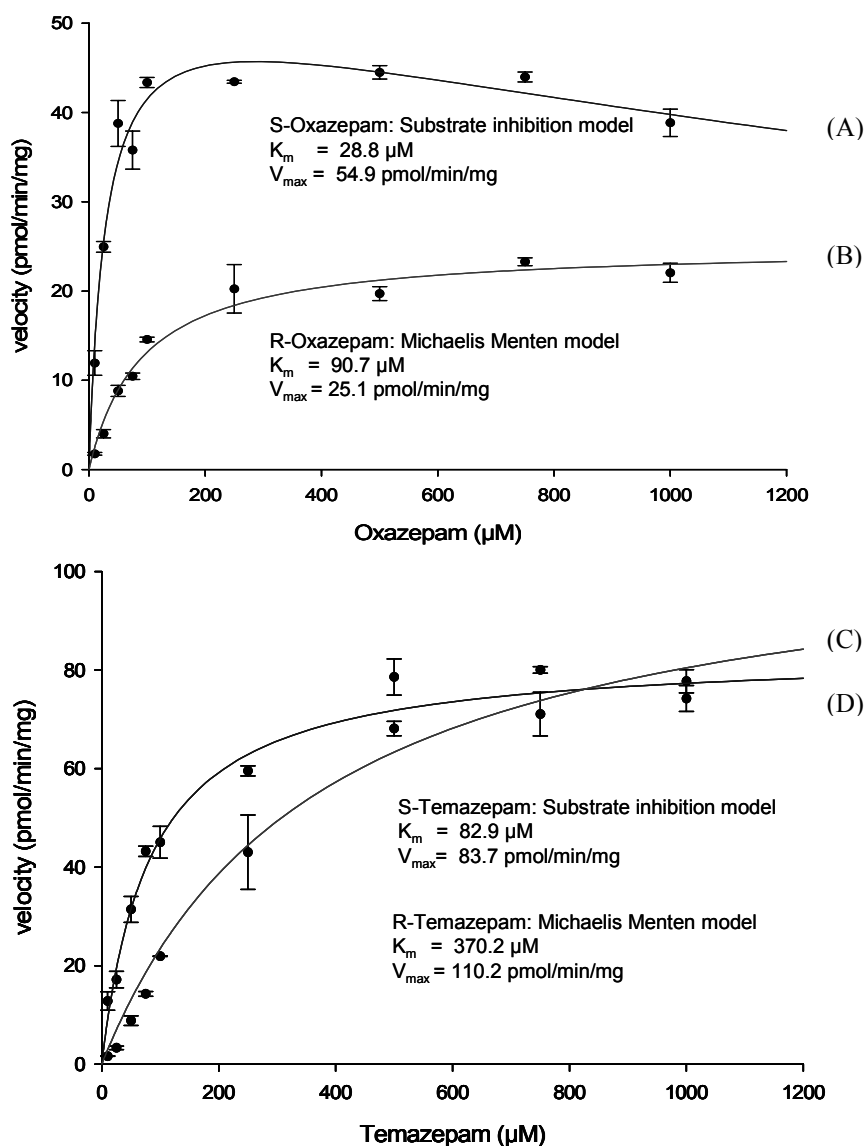 50
40
30
20
10
0
velocity (pmol/min/mg)
S-Oxazepam: Substrate inhibition model
Km = 28.8 µM
Vmax = 54.9 pmol/min/mg
(A)
(B)
R-Oxazepam: Michaelis Menten model
Km = 90.7 µM
Vmax = 25.1 pmol/min/mg
0 200 400 600 800 1000 1200
Oxazepam (µM)
100
80
60
40
20
0
velocity (pmol/min/mg)
(C)
(D)
S-Temazepam: Substrate inhibition model
Km = 82.9 µM
Vmax= 83.7 pmol/min/mg
R-Temazepam: Michaelis Menten model
Km = 370.2 µM
Vmax = 110.2 pmol/min/mg
0 200 400 600 800 1000 1200
Temazepam (µM)